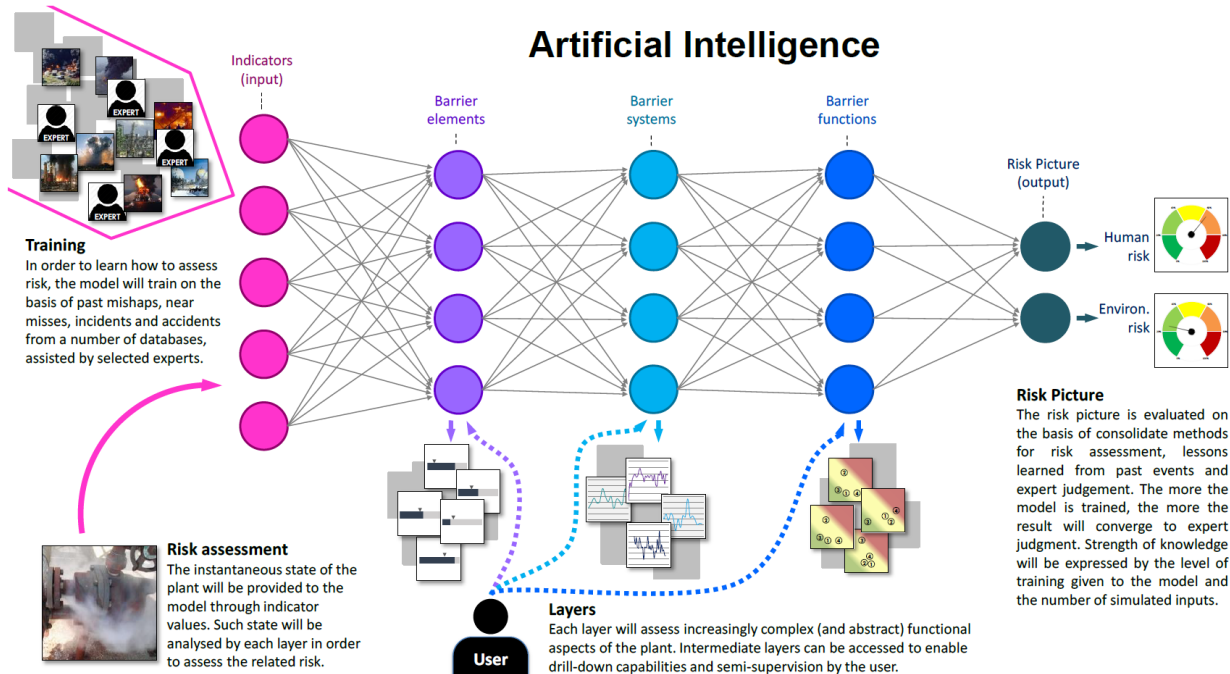 Artificial Intelligence
Indicators
(input)
Barrier
elements
Barrier
systems
Barrier
functions
Risk Picture
(output)
EXPERT
EXPERT
EXPERT
EXPERT
Human
risk
Environ.
risk
Training
In order to learn how to assess
risk, the model will train on the
basis of past mishaps, near
misses, incidents and accidents
from a number of databases,
assisted by selected experts.
Risk assessment
The instantaneous state of the
plant will be provided to the
model through indicator
values. Such state will be
analysed by each layer in order
to assess the related risk.
User
Layers
Each layer will assess increasingly complex (and abstract) functional
aspects of the plant. Intermediate layers can be accessed to enable
drill-down capabilities and semi-supervision by the user.
Risk Picture
The risk picture is evaluated on
the basis of consolidate methods
for risk assessment, lessons
learned from past events and
expert judgement. The more the
model is trained, the more the
result will converge to expert
judgment. Strength of knowledge
will be expressed by the level of
training given to the model and
the number of simulated inputs.